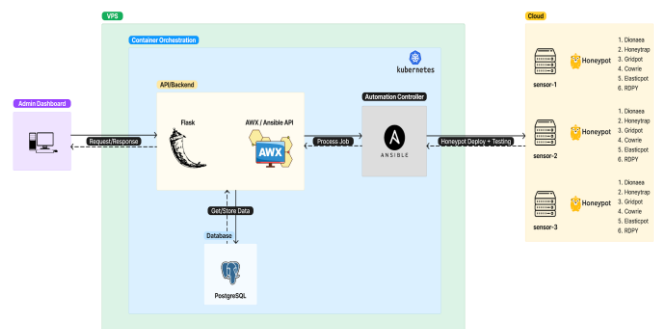 VPS
Container Orchestration
kubernetes
API/Backend
Flask
AWX / Ansible API
AWX
Automation Controller
ANSIBLE
Admin Dashboard
Request/Response
Process Job
Honeypot Deploy + Testing
Get/Store Data
Database
PostgreSQL
Cloud
sensor-1
Honeypot
1. Dionaea
2. Honeytrap
3. Gridpot
4. Cowrie
5. Elasticpot
6. RDPY
sensor-2
Honeypot
1. Dionaea
2. Honeytrap
3. Gridpot
4. Cowrie
5. Elasticpot
6. RDPY
sensor-3
Honeypot
1. Dionaea
2. Honeytrap
3. Gridpot
4. Cowrie
5. Elasticpot
6. RDPY